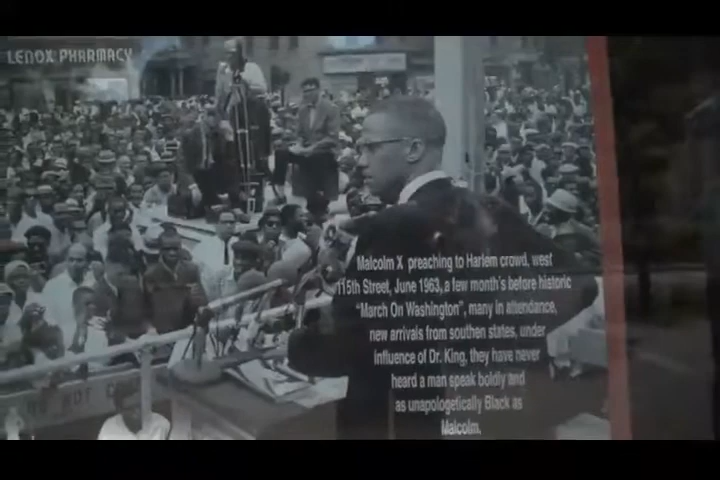 LENOX PHARMACY
Malcolm X preaching to Harlem crowd, west
115th Street, June 1963, a few month's before historic
"March On Washington", many in attendance,
new arrivals from southen states, under
influence of Dr. King, they have never
heard a man speak boldly and
as unapologetically Black as
Malcolm.